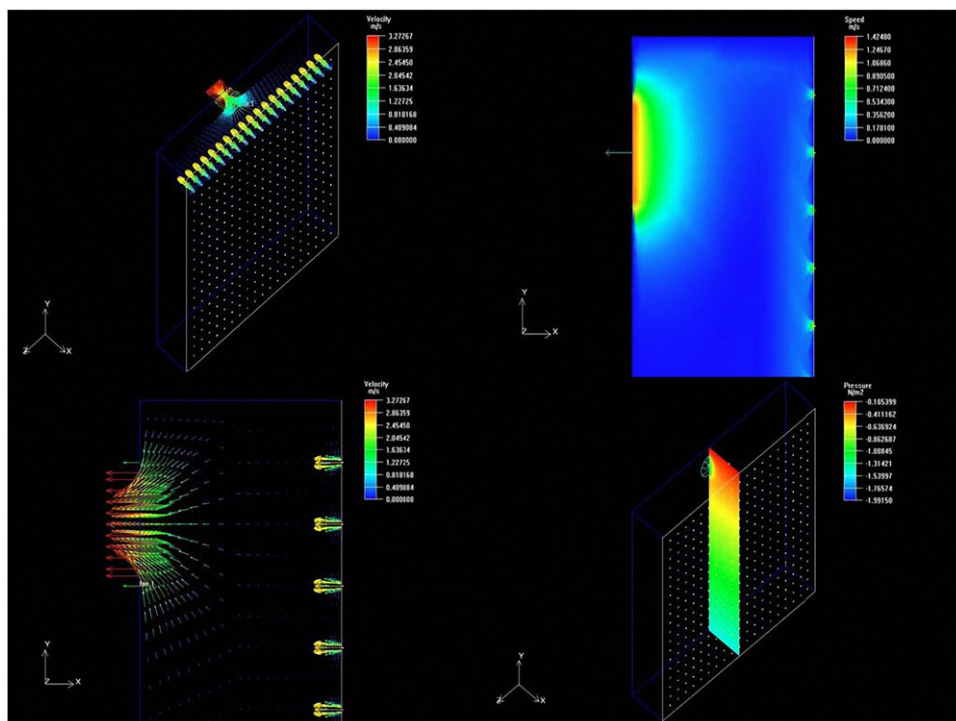 Velocity
m/s
3.27267
2.86359
2.45450
2.04542
1.63634
1.22725
0.818168
0.409084
0.000000
Y
Z
X
Speed
m/s
1.42480
1.24670
1.06860
0.890500
0.712400
0.534300
0.356200
0.178100
0.000000
Y
Z
X
Velocity
m/s
3.27267
2.86359
2.45450
2.04542
1.63634
1.22725
0.818168
0.409084
0.000000
Y
Z
X
Pressure
N/m2
-0.185399
-0.411162
-0.636924
-0.862687
-1.08845
-1.31421
-1.53997
-1.76574
-1.99150
Y
Z
X